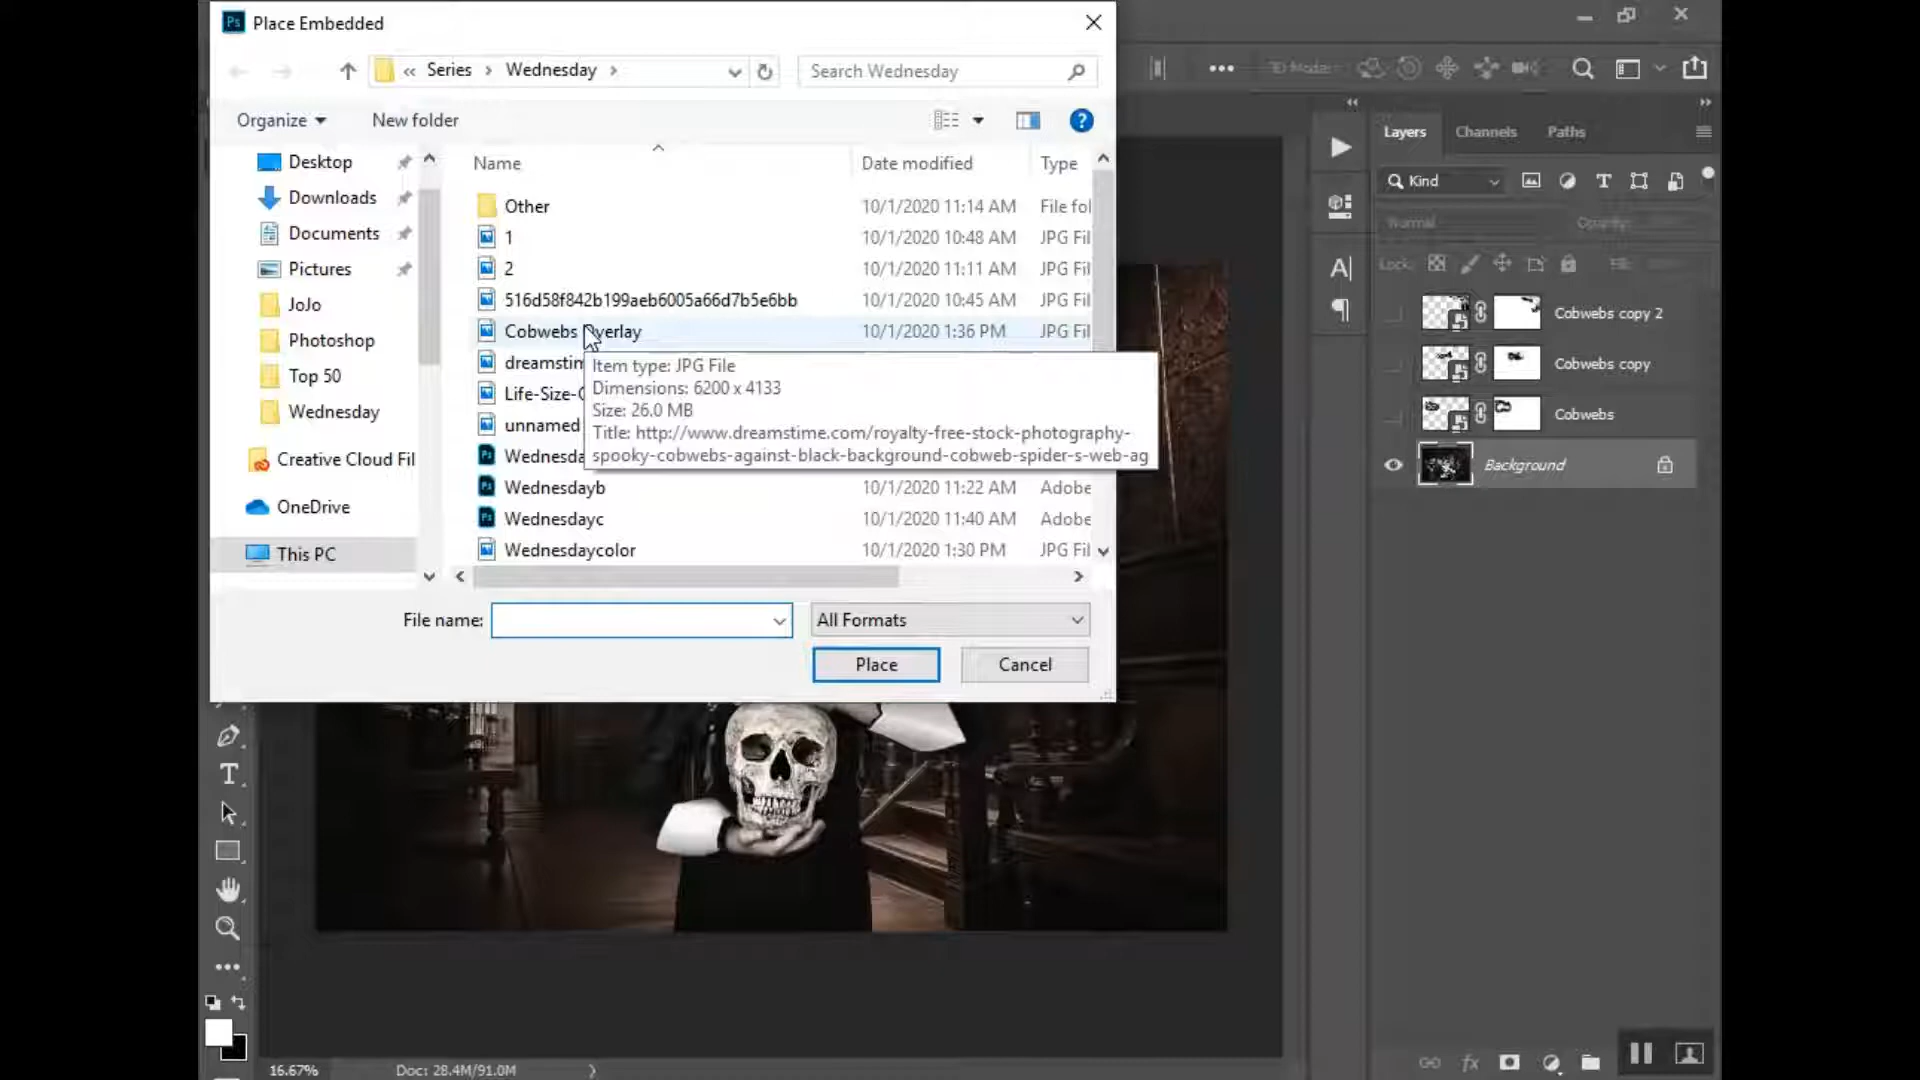 Ps Place Embedded
« Series › Wednesday ›
Search Wednesday
Organize
New folder
Name
Date modified
Type
Desktop
Downloads
Documents
Pictures
JoJo
Photoshop
Top 50
Wednesday
Creative Cloud Fil
OneDrive
This PC
Other 10/1/2020 11:14 AM File fol
1 10/1/2020 10:48 AM JPG Fil
2 10/1/2020 11:11 AM JPG Fil
516d58f842b199aeb6005a66d7b5e6bb 10/1/2020 10:45 AM JPG Fil
Cobwebs Overlay 10/1/2020 1:36 PM JPG Fil
dreamstin
Life-Size-
unnamed
Wednesda
Item type: JPG File
Dimensions: 6200 x 4133
Size: 26.0 MB
Title: http://www.dreamstime.com/royalty-free-stock-photography-
spooky-cobwebs-against-black-background-cobweb-spider-s-web-ag
Wednesdayb 10/1/2020 11:22 AM Adobe
Wednesdayc 10/1/2020 11:40 AM Adobe
Wednesdaycolor 10/1/2020 1:30 PM JPG Fil
File name:
All Formats
Place
Cancel
3D Mode:
Layers
Channels
Paths
Kind
Normal
Opacity:
Lock:
Cobwebs copy 2
Cobwebs copy
Cobwebs
Background
fx
16.67%
Doc: 28.4M/91.0M